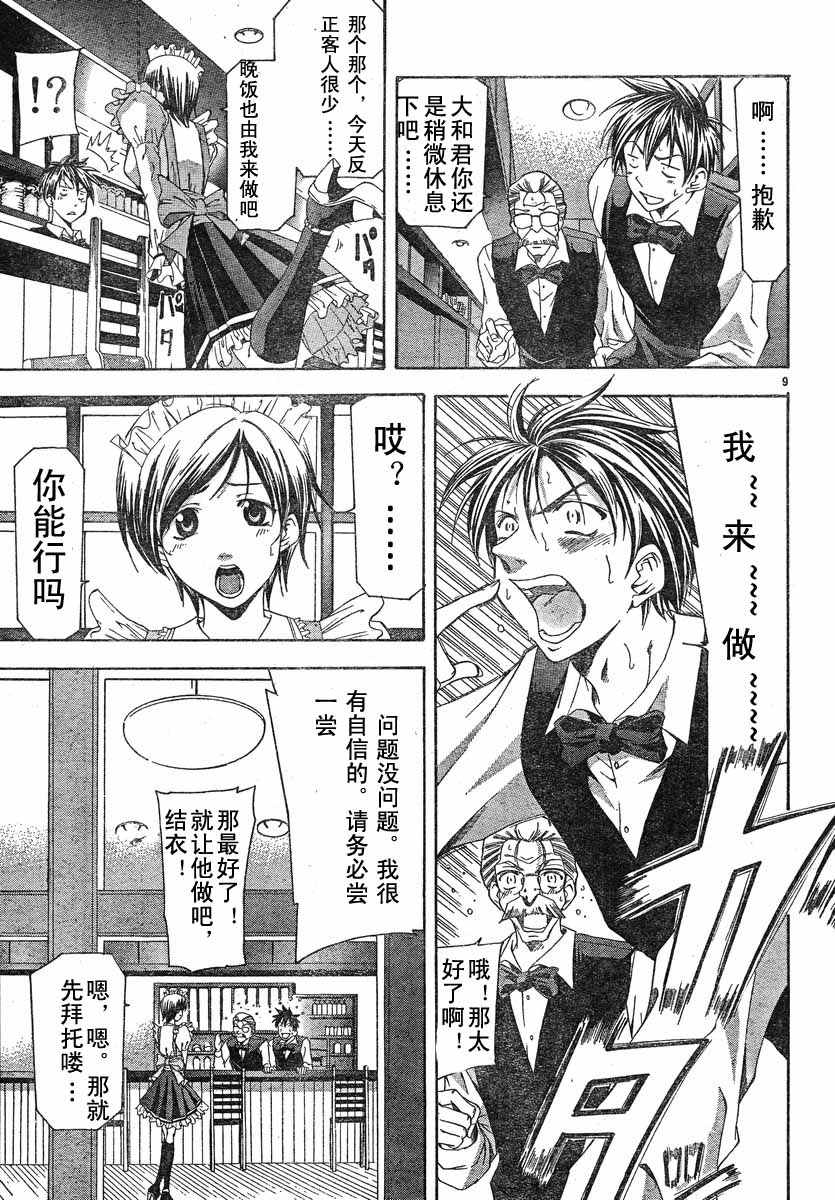 啊
……
抱歉
大和君你还
是稍微休息
下吧……
那个那个，今天反
正客人很少……
晚饭也由我来做吧
!?
パタ
パタ
9
我~~来~~~做~~~~~
ガタ
哦！那太
好了啊！
哎？
……
你能行吗
问题没问题。我很
有自信的。请务必尝
一尝
那最好了！
就让他做吧，
结衣！
嗯，嗯。那就
先拜托喽…